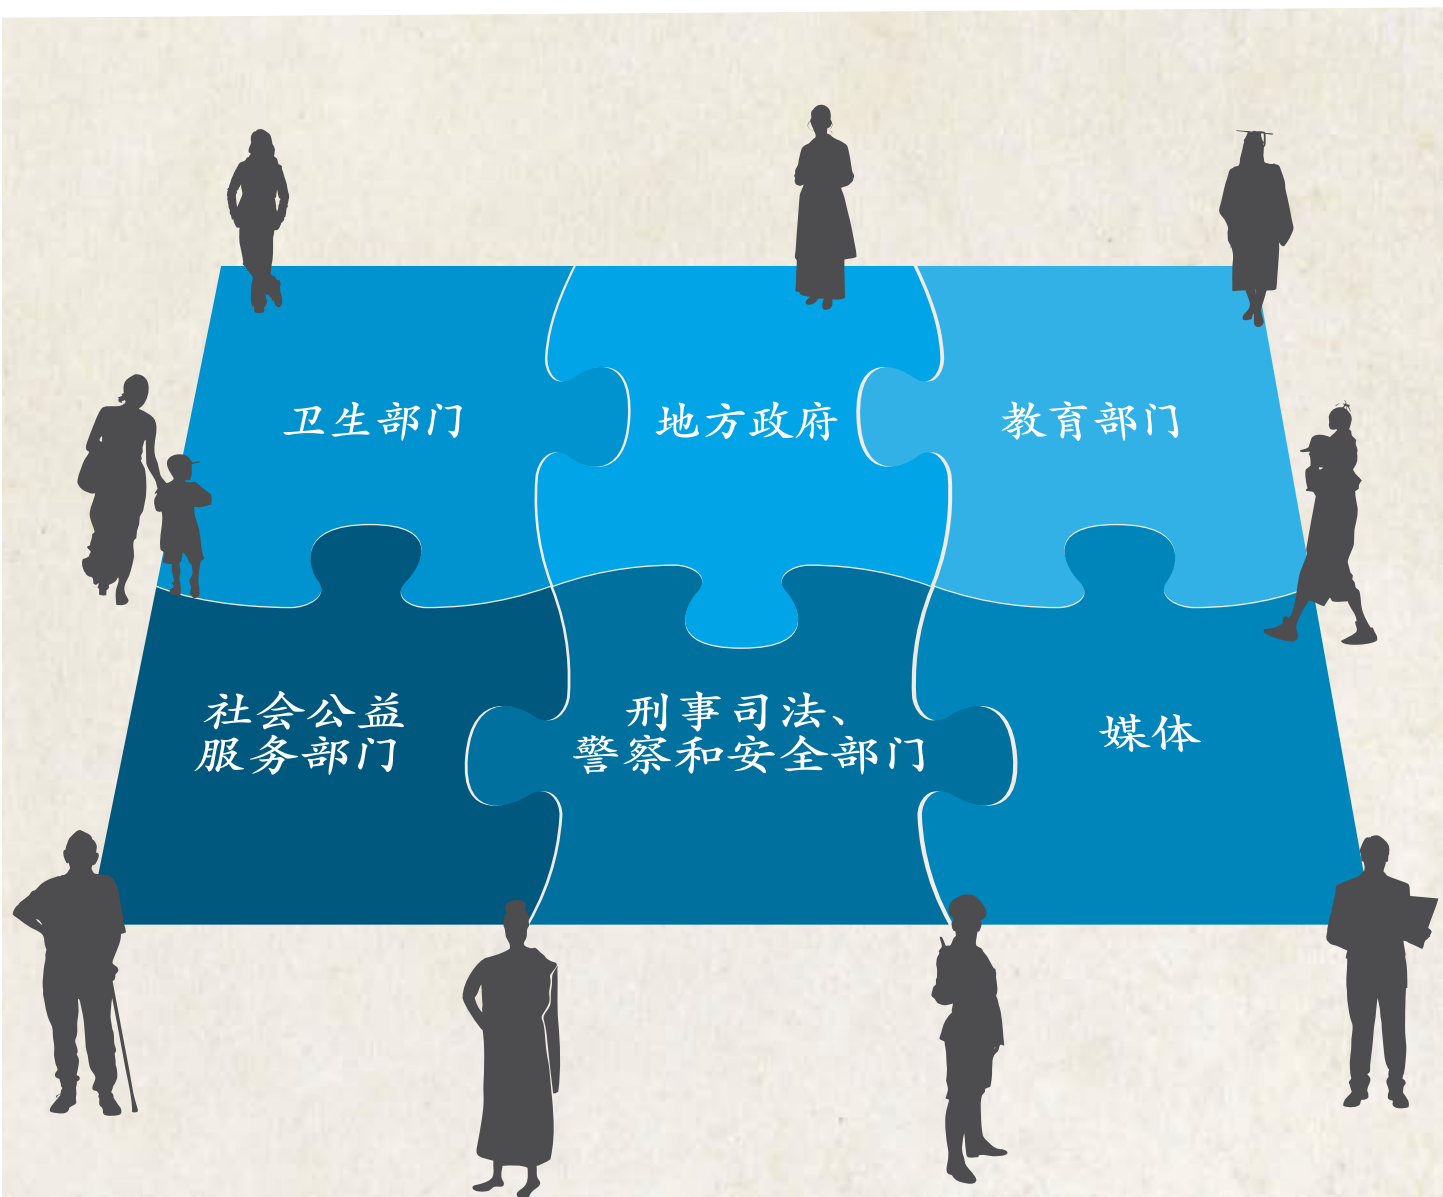 卫生部门
地方政府
教育部门
社会公益
服务部门
刑事司法、
警察和安全部门
媒体